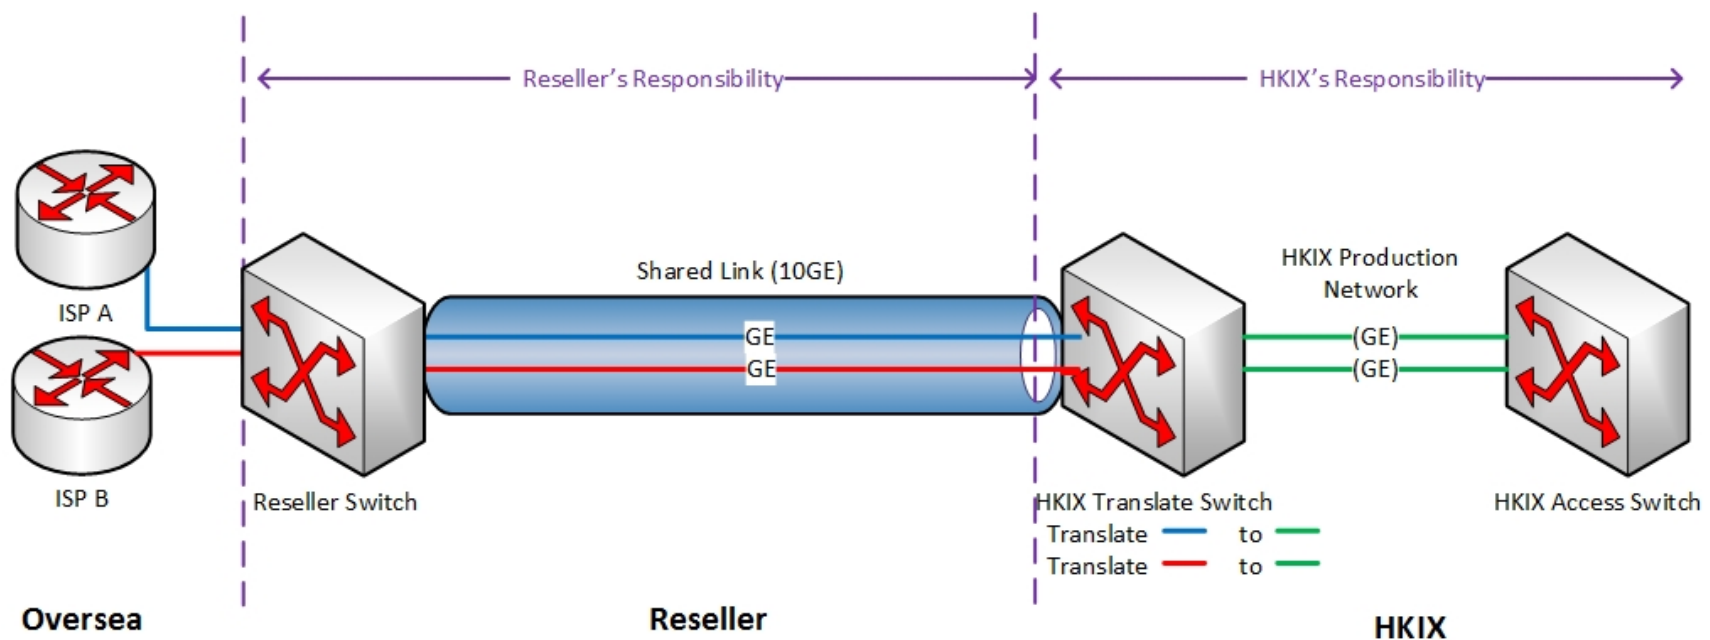 Reseller's Responsibility
HKIX's Responsibility
ISP A
ISP B
Shared Link (10GE)
GE
GE
HKIX Production
Network
(GE)
(GE)
Reseller Switch
HKIX Translate Switch
Translate to
Translate to
HKIX Access Switch
Oversea
Reseller
HKIX